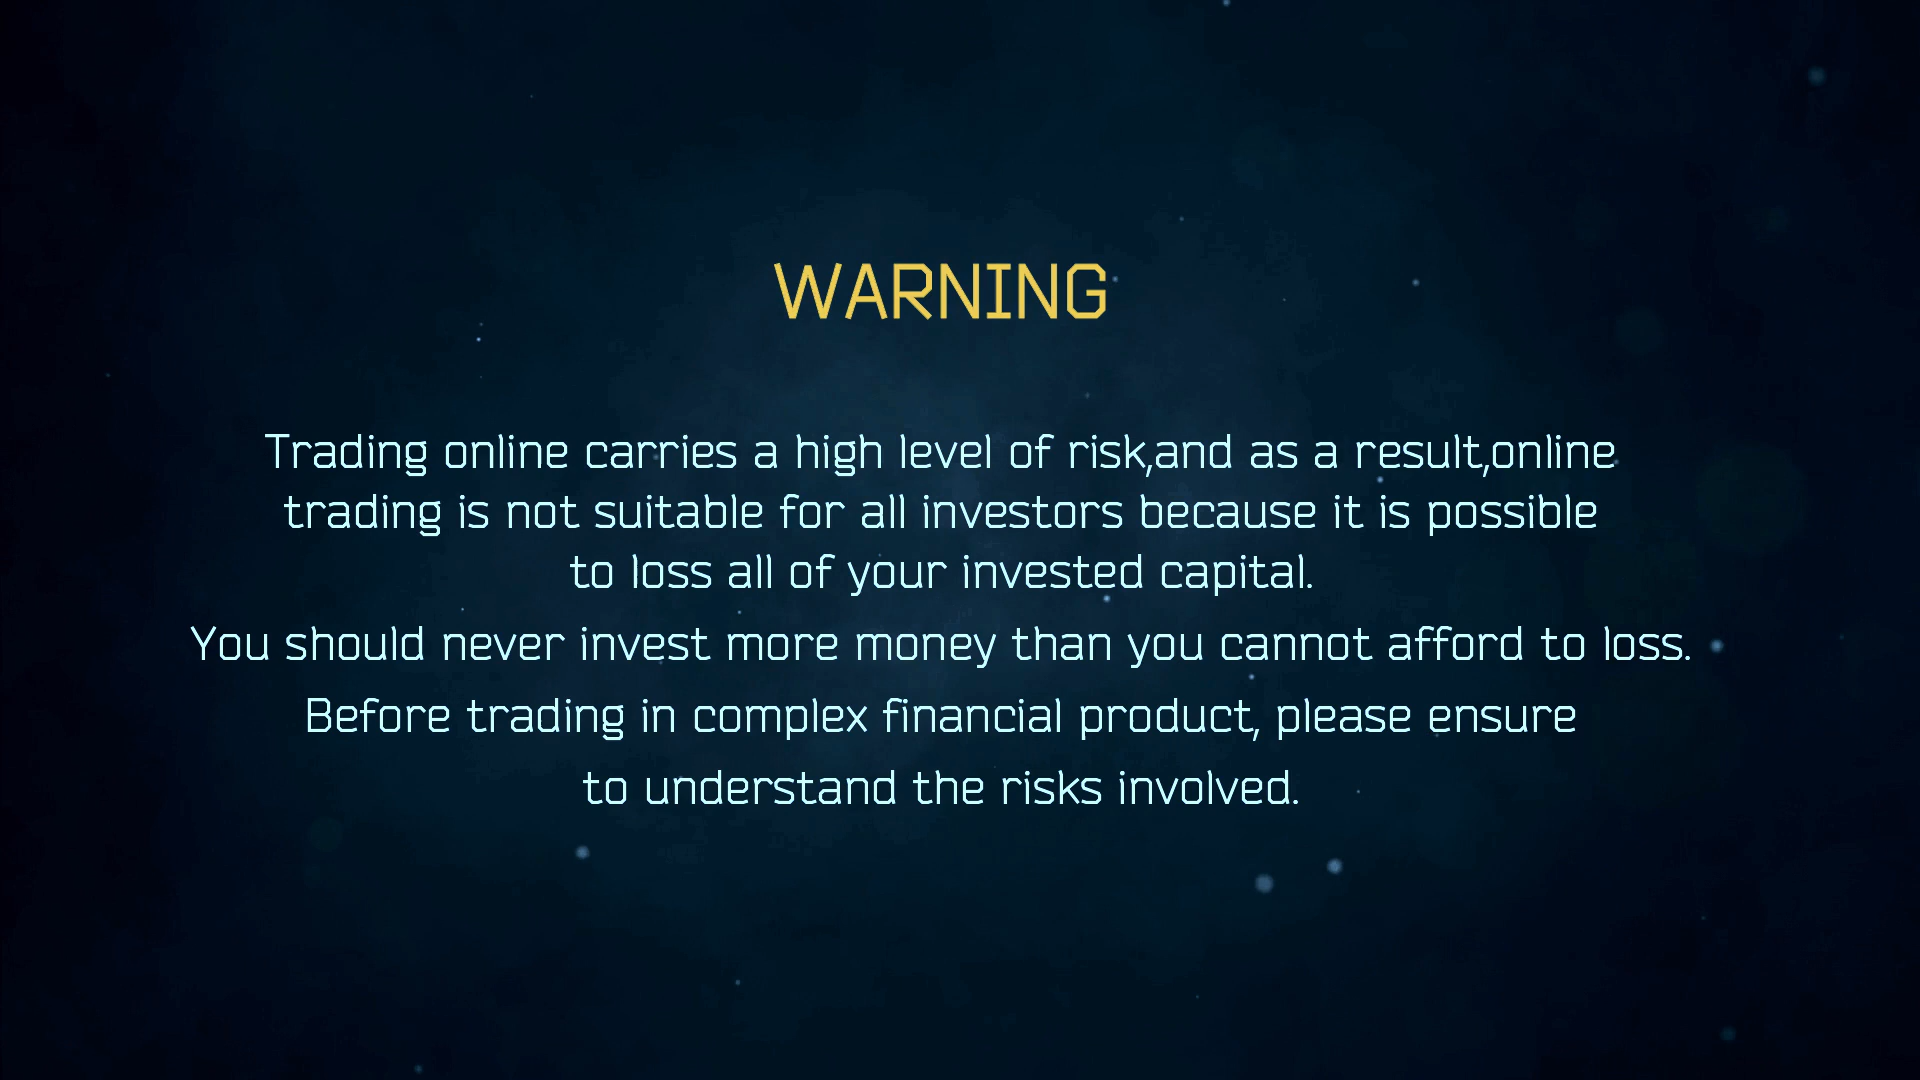 WARNING
Trading online carries a high level of risk,and as a result,online
trading is not suitable for all investors because it is possible
to loss all of your invested capital.
You should never invest more money than you cannot afford to loss.
Before trading in complex financial product, please ensure
to understand the risks involved.